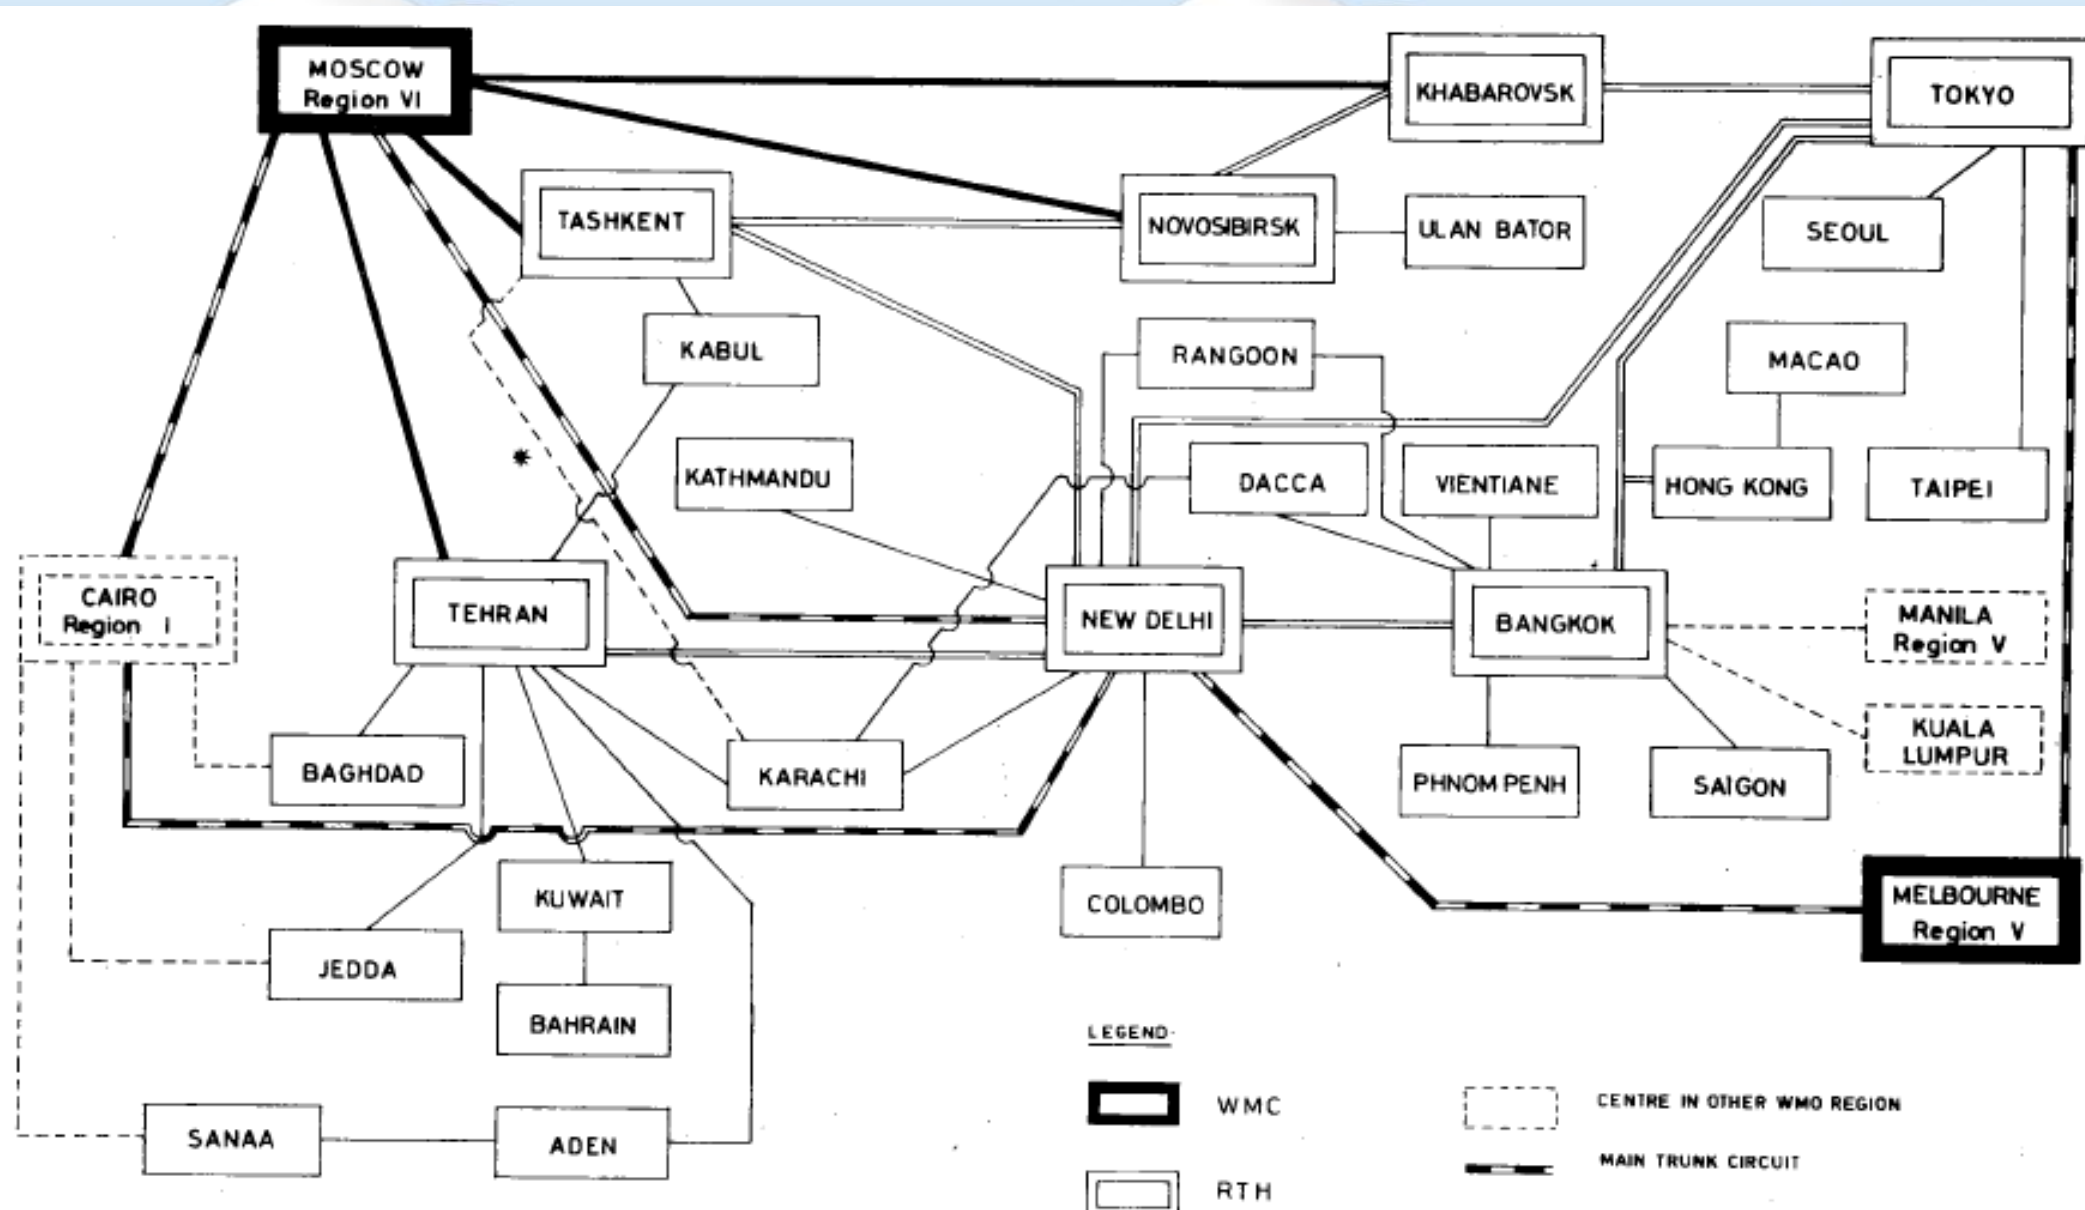 MOSCOW
Region VI
KHABAROVSK
TOKYO
TASHKENT
NOVOSIBIRSK
ULAN BATOR
SEOUL
KABUL
RANGOON
MACAO
*
KATHMANDU
DACCA
VIENTIANE
HONG KONG
TAIPEI
CAIRO
Region I
TEHRAN
NEW DELHI
BANGKOK
MANILA
Region V
BAGHDAD
KARACHI
PHNOM PENH
SAIGON
KUALA
LUMPUR
KUWAIT
COLOMBO
MELBOURNE
Region V
JEDDA
BAHRAIN
SANAA
ADEN
LEGEND
WMC
CENTRE IN OTHER WMO REGION
RTH
MAIN TRUNK CIRCUIT